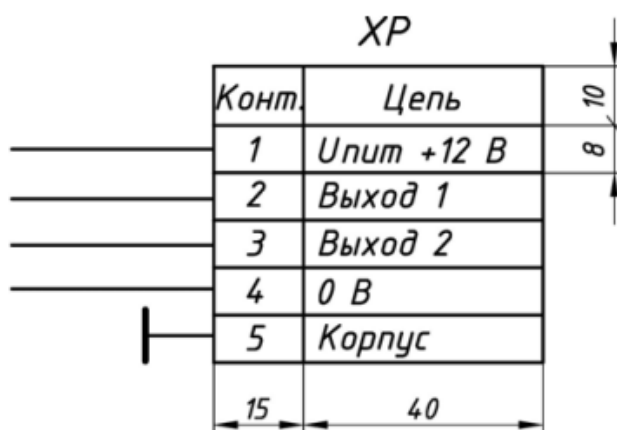 ХР
Конт. Цепь
1 Uпит +12 В
2 Выход 1
3 Выход 2
4 0 В
5 Корпус
10
8
15 40